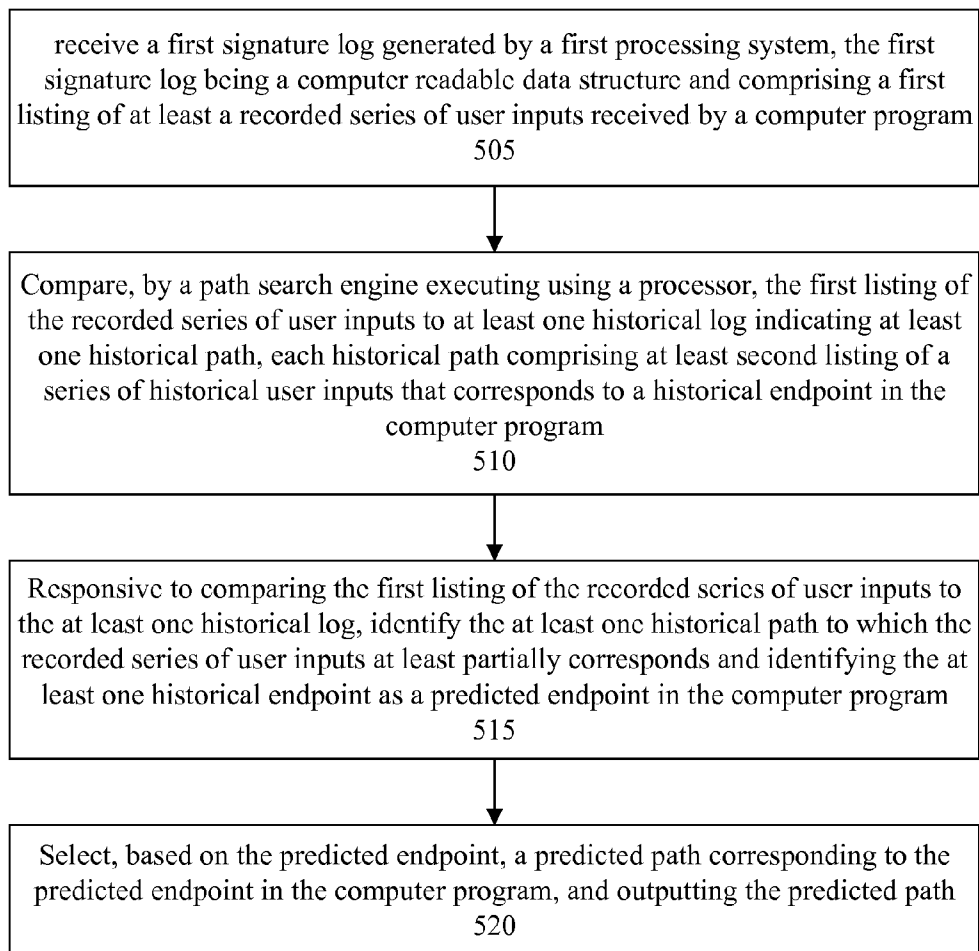 receive a first signature log generated by a first processing system, the first
signature log being a computer readable data structure and comprising a first
listing of at least a recorded series of user inputs received by a computer program
505
Compare, by a path search engine executing using a processor, the first listing of
the recorded series of user inputs to at least one historical log indicating at least
one historical path, each historical path comprising at least second listing of a
series of historical user inputs that corresponds to a historical endpoint in the
computer program
510
Responsive to comparing the first listing of the recorded series of user inputs to
the at least one historical log, identify the at least one historical path to which the
recorded series of user inputs at least partially corresponds and identifying the at
least one historical endpoint as a predicted endpoint in the computer program
515
Select, based on the predicted endpoint, a predicted path corresponding to the
predicted endpoint in the computer program, and outputting the predicted path
520